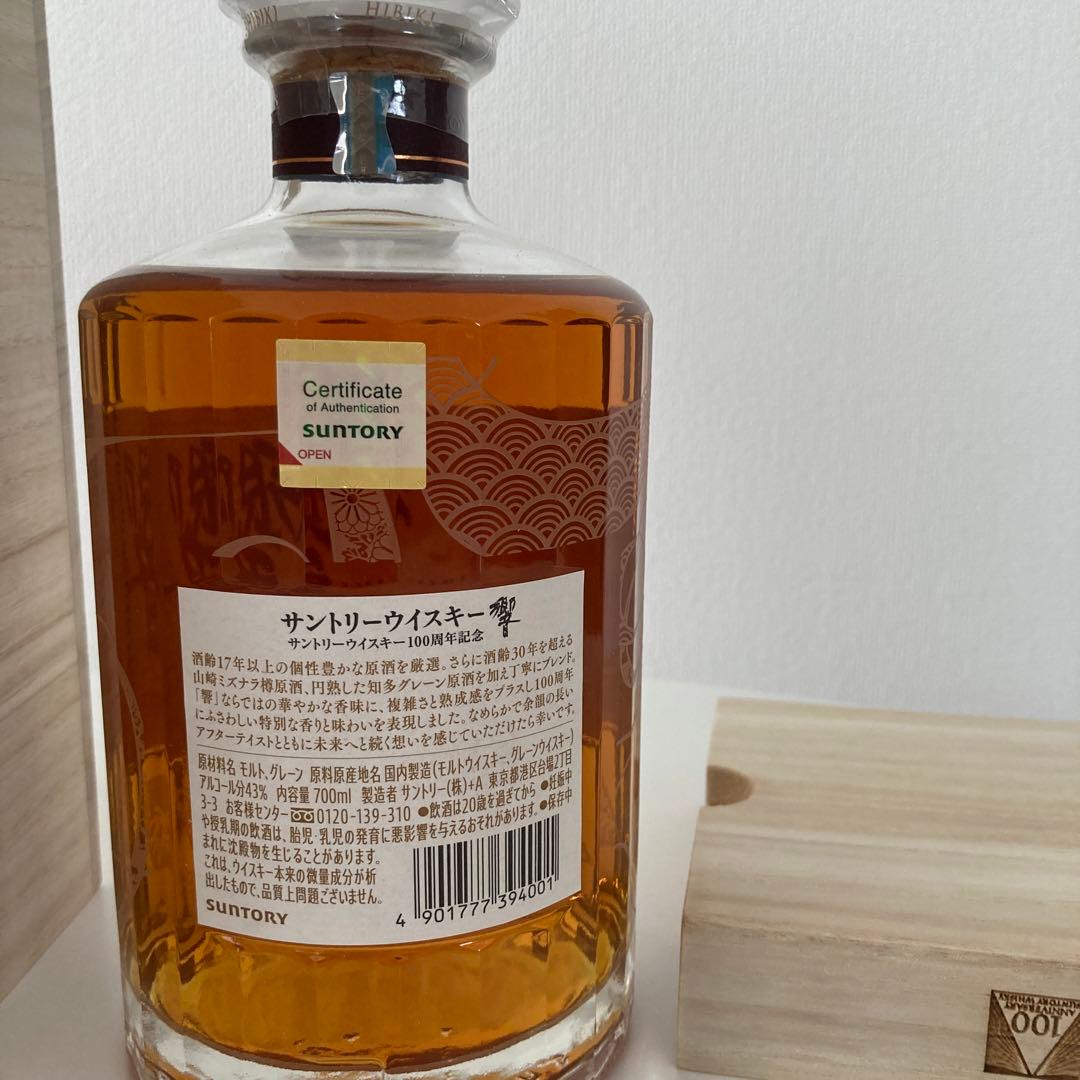 HIBIKI
HIBIKI
Certificate
of Authentication
SUNTORY
OPEN
サントリーウイスキー響
サントリーウイスキー100周年記念
酒齢17年以上の個性豊かな原酒を厳選。さらに酒齢30年を超える
山崎ミズナラ樽原酒、円熟した知多グレーン原酒を加え丁寧にブレンド。
「響」ならではの華やかな香味に、複雑さと熟成感をプラスし100周年
にふさわしい特別な香りと味わいを表現しました。なめらかで余韻の長い
アフターテイストとともに未来へと続く想いを感じていただけたら幸いです。
原材料名 モルト、グレーン 原料原産地名 国内製造(モルトウイスキー、グレーンウイスキー)
アルコール分43% 内容量700ml 製造者 サントリー(株)+A 東京都港区台場2丁目
3-3 お客様センター 0120-139-310 ●飲酒は20歳を過ぎてから ●妊娠中
や授乳期の飲酒は、胎児・乳児の発育に悪影響を与えるおそれがあります。●保存中
まれに沈殿物を生じることがあります。
これは、ウイスキー本来の微量成分が析
出したもので、品質上問題ございません。
SUNTORY
4 901777 394001
100
ANNIVERSARY
SUNTORY WHISKY